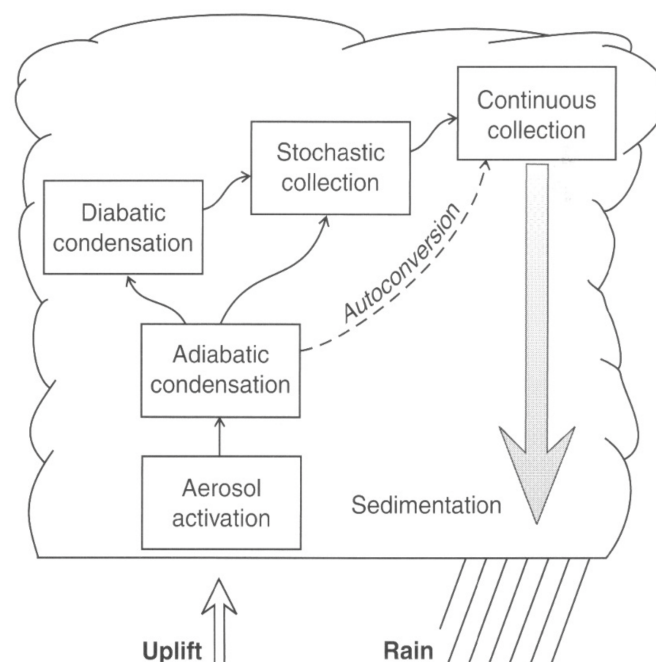 Continuous
collection
Stochastic
collection
Diabatic
condensation
Autoconversion
Adiabatic
condensation
Aerosol
activation
Sedimentation
Uplift
Rain